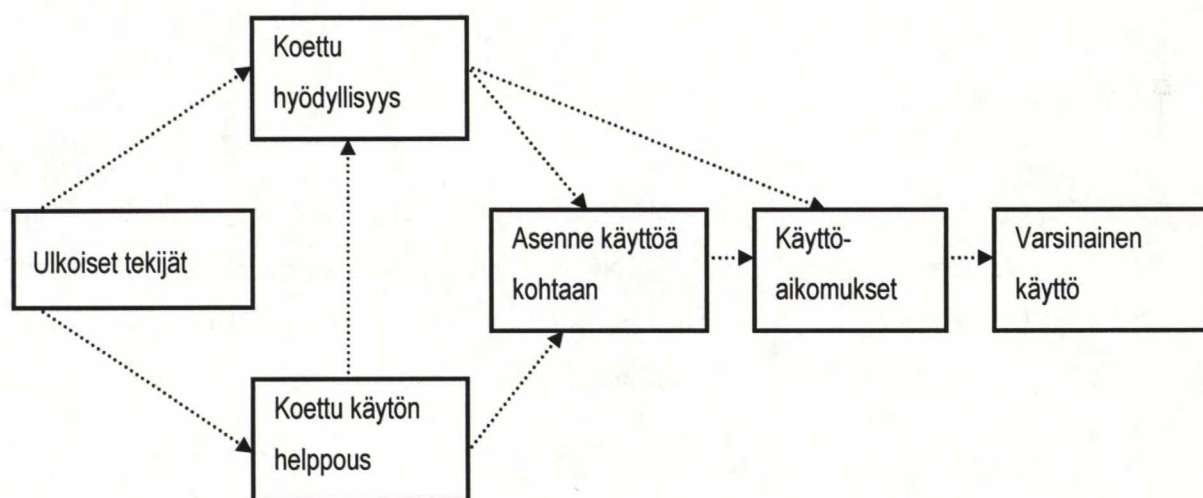 Koettu
hyödyllisyys
Ulkoiset tekijät
Asenne käyttöä
kohtaan
Käyttö-
aikomukset
Varsinainen
käyttö
Koettu käytön
helppous